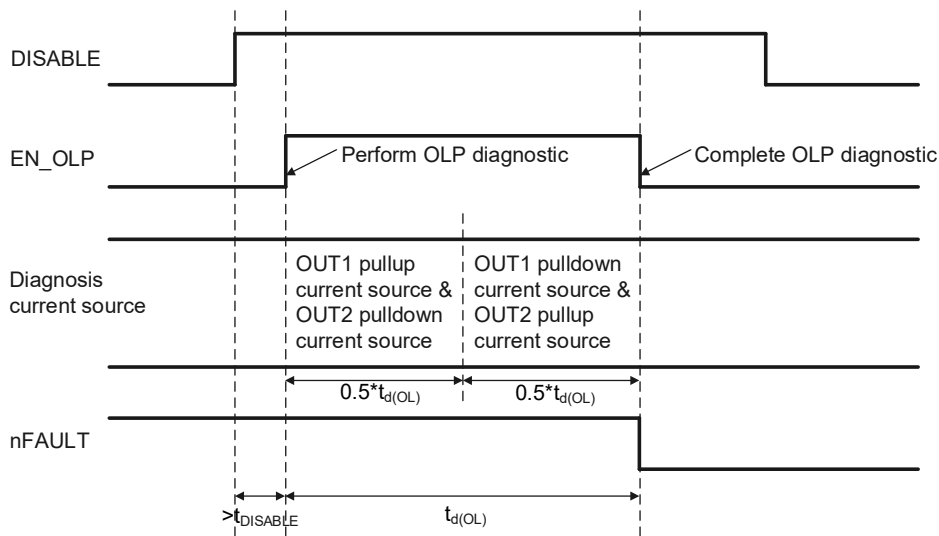 DISABLE
EN_OLP
Perform OLP diagnostic
Complete OLP diagnostic
Diagnosis
current source
OUT1 pullup
current source &
OUT2 pulldown
current source
OUT1 pulldown
current source &
OUT2 pullup
current source
0.5*td(OL)
0.5*td(OL)
nFAULT
>tDISABLE
td(OL)